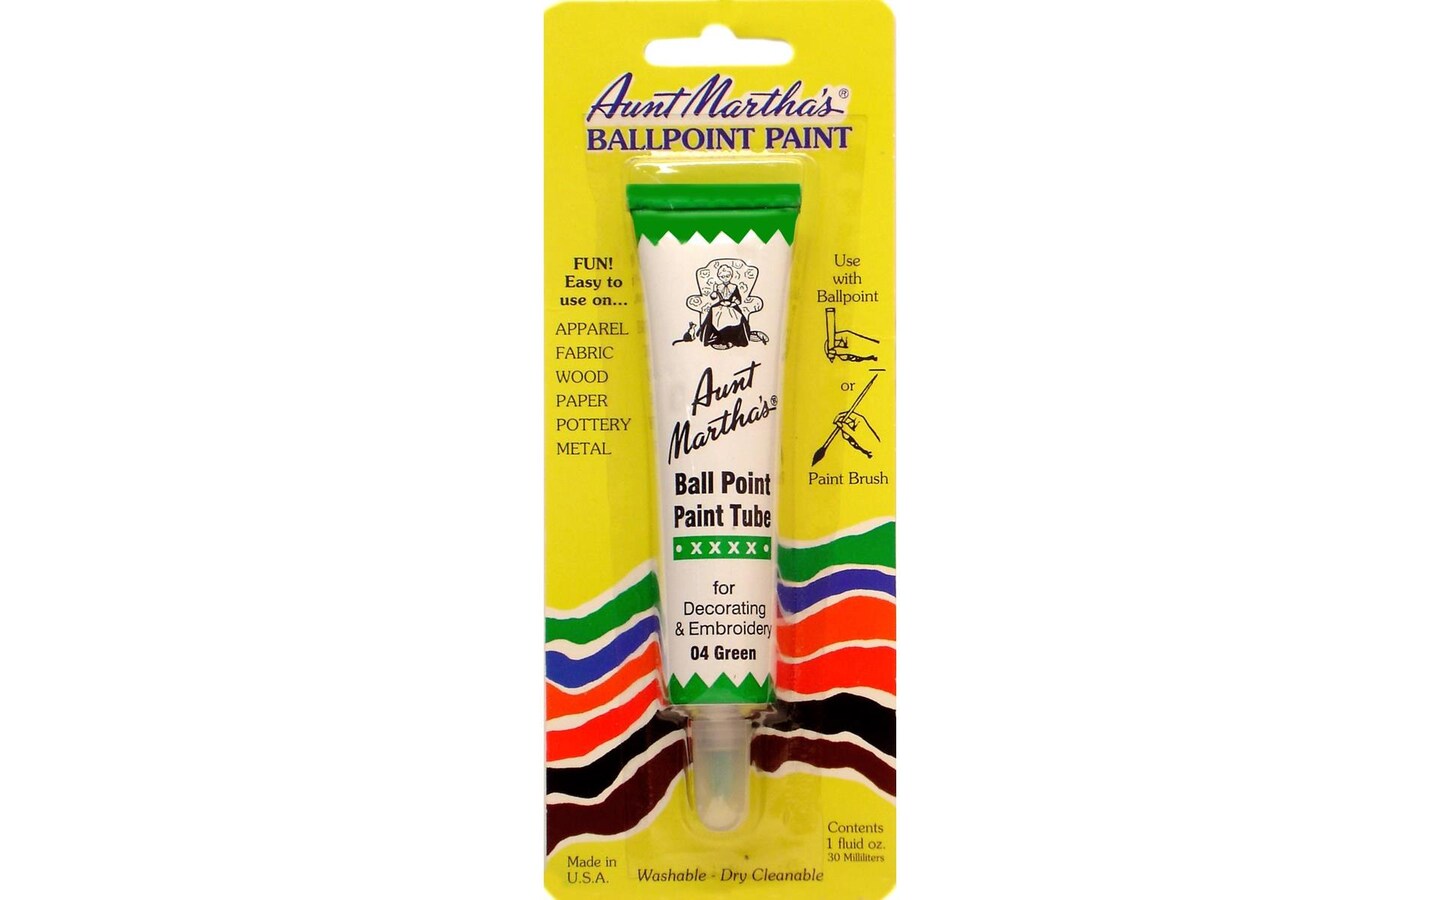 Aunt Martha's®
BALLPOINT PAINT
FUN!
Easy to
use on...
APPAREL
FABRIC
WOOD
PAPER
POTTERY
METAL
Use
with
Ballpoint
or
Paint Brush
Aunt
Martha's®
Ball Point
Paint Tube
• X X X X •
for
Decorating
& Embroidery
04 Green
Made in
U.S.A.
Washable - Dry Cleanable
Contents
1 fluid oz.
30 Milliliters